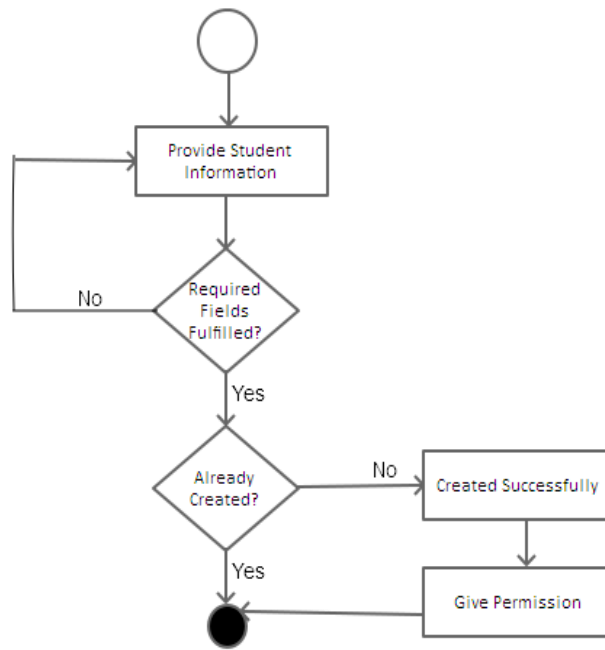 Provide Student
Information
Required
Fields
Fulfilled?
No
Yes
Already
Created?
No
Created Successfully
Yes
Give Permission